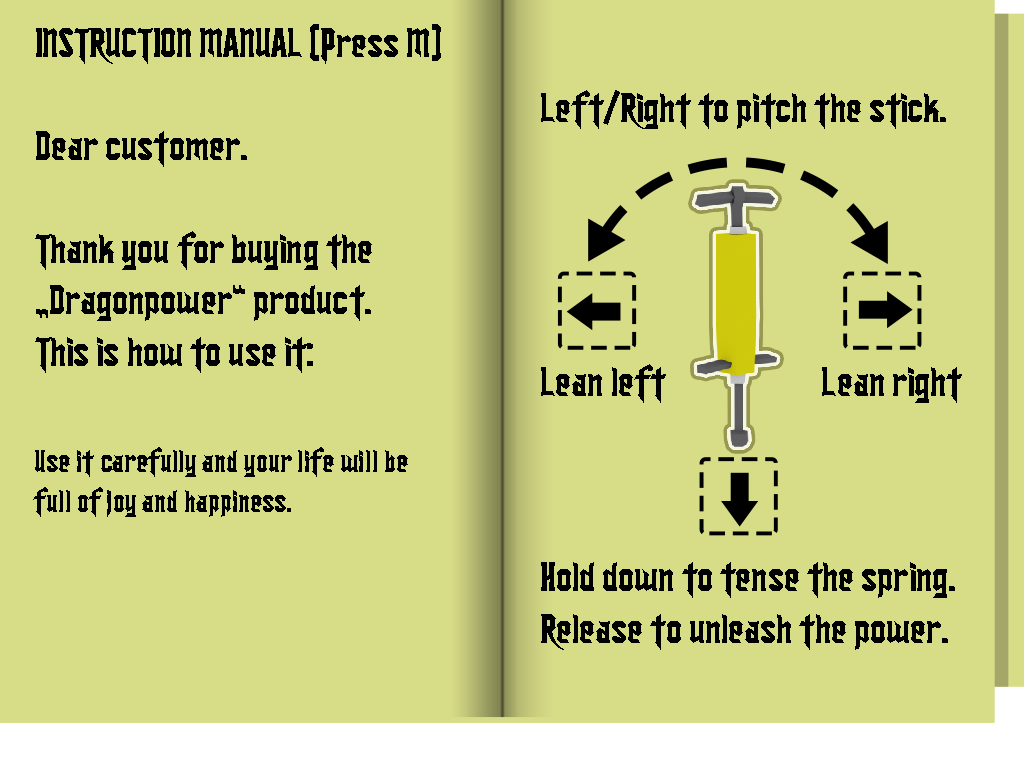 INSTRUCTION MANUAL (Press M)
Dear customer.
Thank you for buying the
„Dragonpower“ product.
This is how to use it:
Use it carefully and your life will be
full of joy and happiness.
Left/Right to pitch the stick.
Lean left
Lean right
Hold down to tense the spring.
Release to unleash the power.